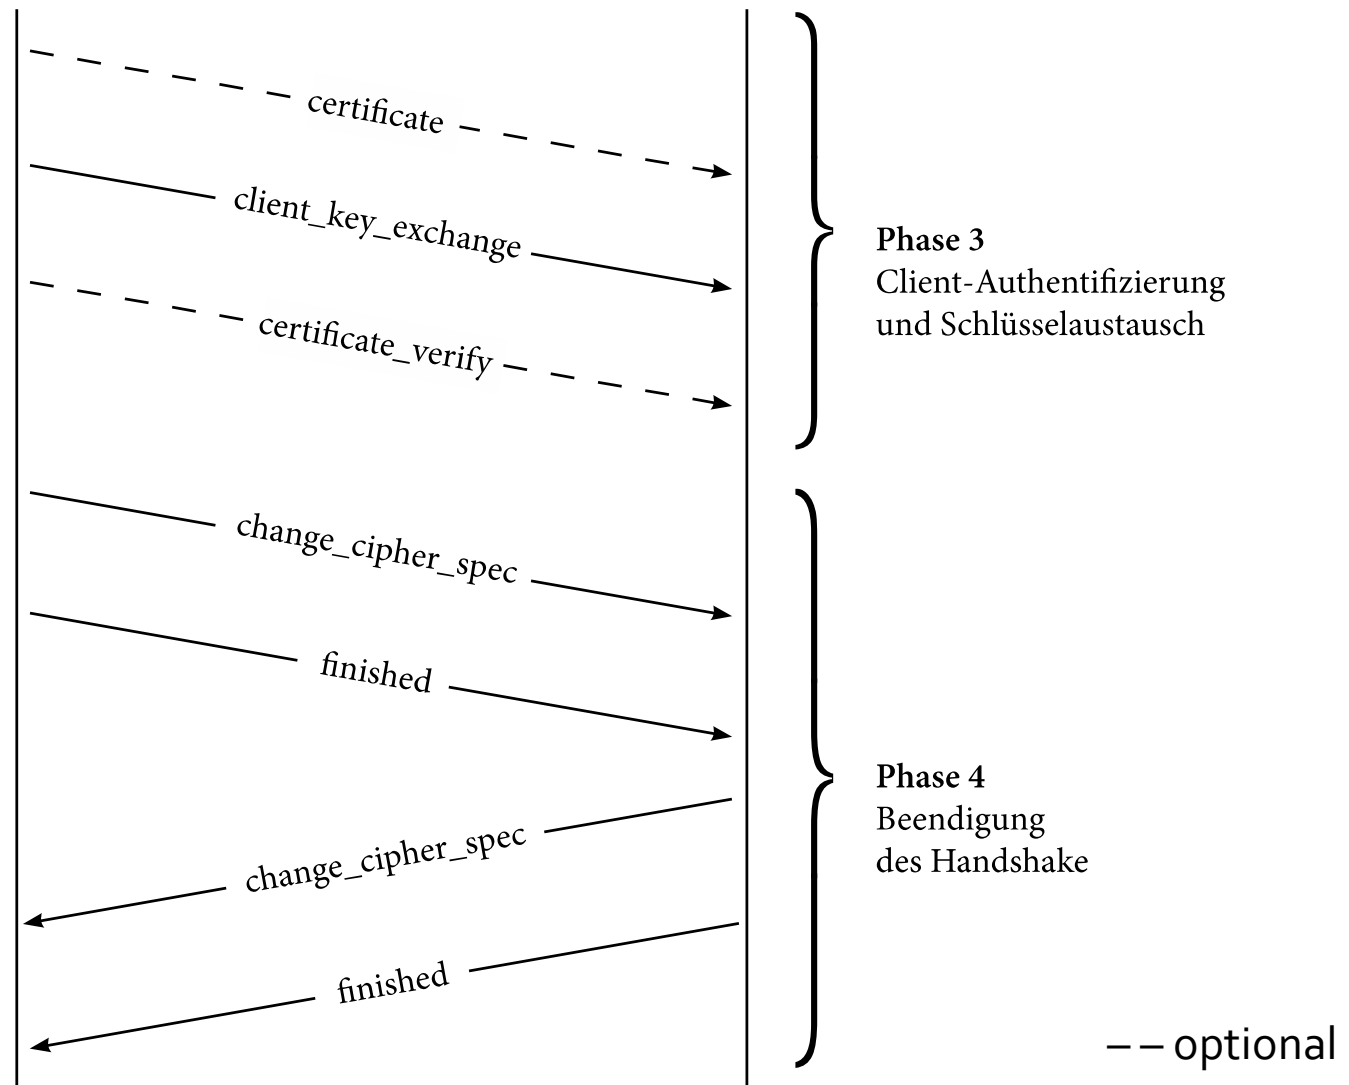 certificate
client_key_exchange
certificate_verify
Phase 3
Client-Authentifizierung
und Schlüsselaustausch
change_cipher_spec
finished
change_cipher_spec
finished
Phase 4
Beendigung
des Handshake
optional